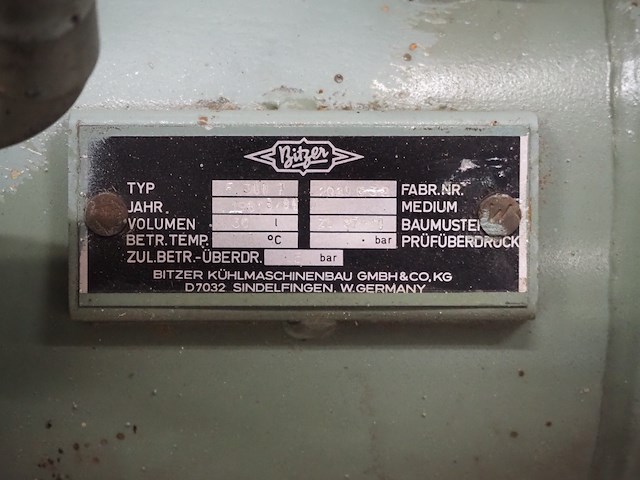 Bitzer
TYP FABR.NR.
JAHR. MEDIUM
VOLUMEN l BAUMUSTE
BETR.TEMP. °C bar PRÜFÜBERDRUCK
ZUL.BETR.-ÜBERDR. bar
BITZER KÜHLMASCHINENBAU GMBH & CO, KG
D7032 SINDELFINGEN, W.GERMANY